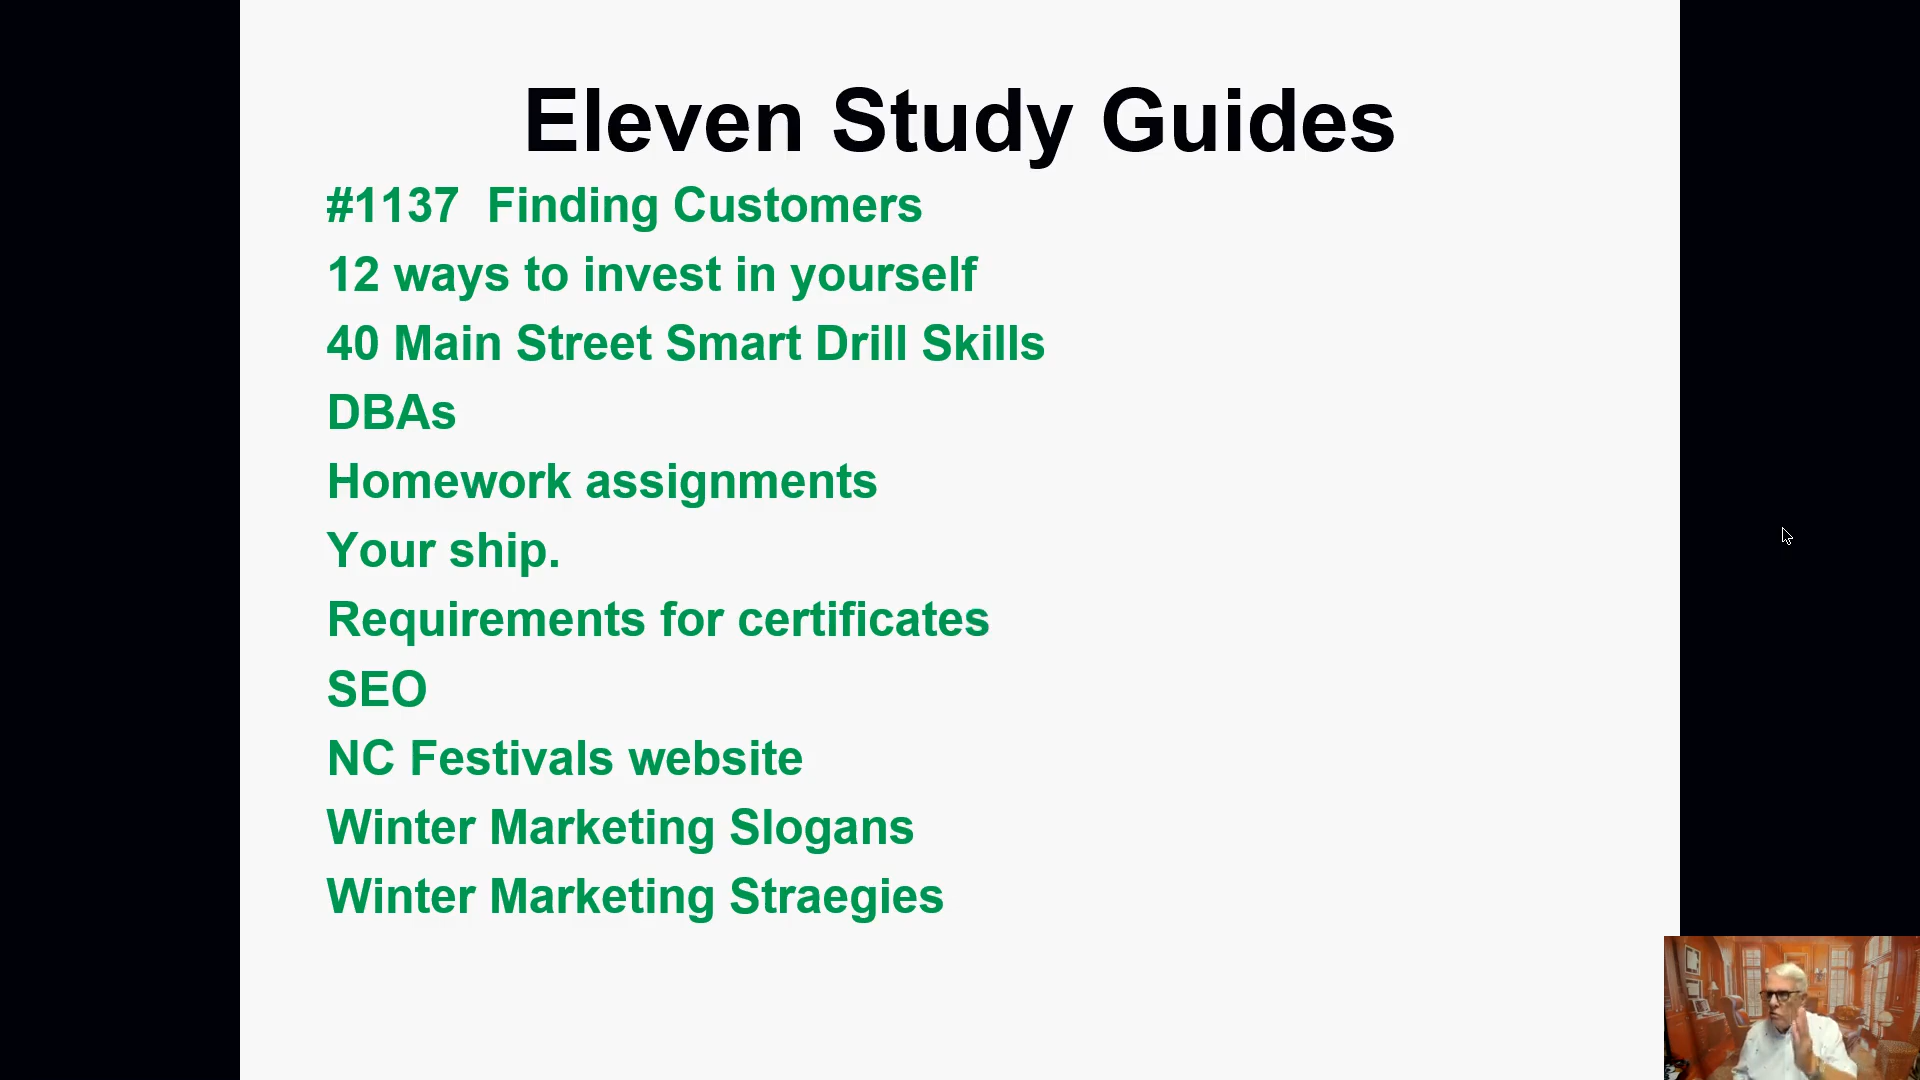 Eleven Study Guides
#1137  Finding Customers
12 ways to invest in yourself
40 Main Street Smart Drill Skills
DBAs
Homework assignments
Your ship.
Requirements for certificates
SEO
NC Festivals website
Winter Marketing Slogans
Winter Marketing Straegies